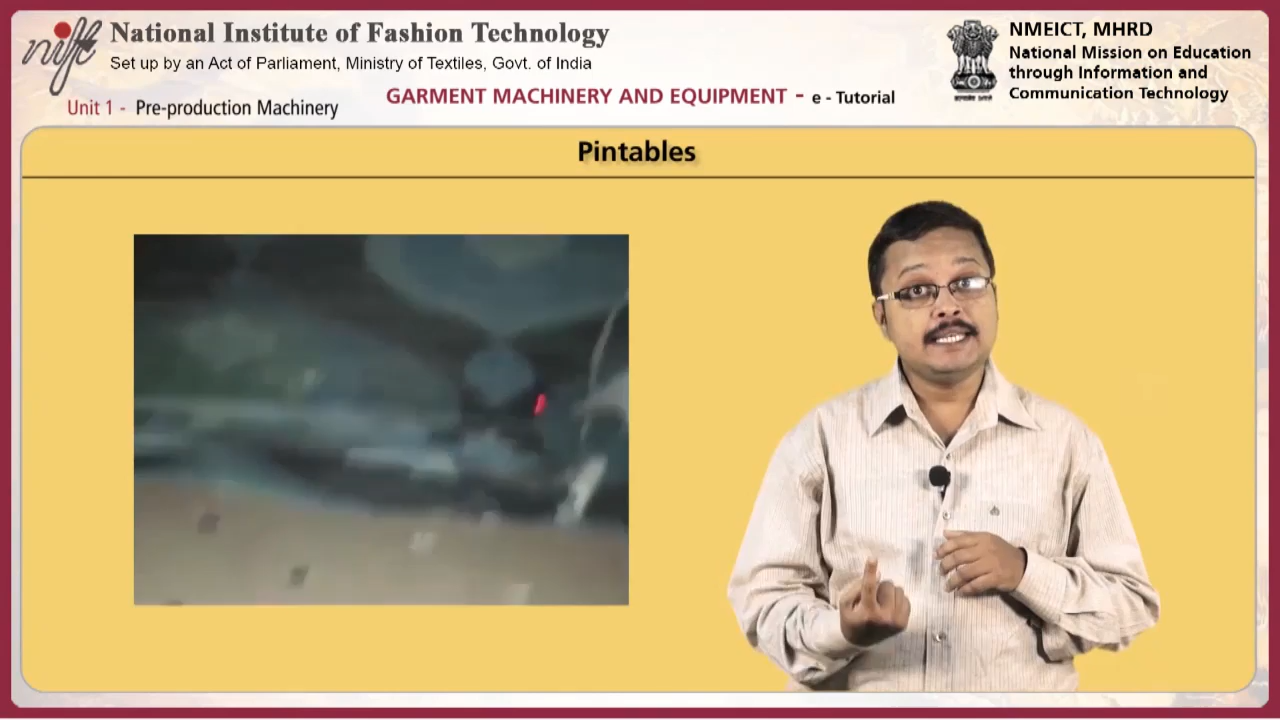 nift
National Institute of Fashion Technology
Set up by an Act of Parliament, Ministry of Textiles, Govt. of India
NMEICT, MHRD
National Mission on Education
through Information and
Communication Technology
Unit 1 - Pre-production Machinery
GARMENT MACHINERY AND EQUIPMENT - e - Tutorial
Pintables